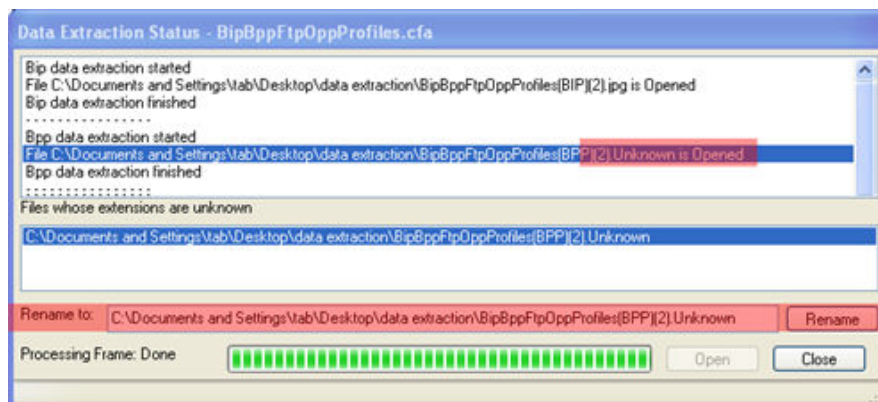 Data Extraction Status - BipBppFtpOppProfiles.cfa
Bip data extraction started
File C:\Documents and Settings\tab\Desktop\data extraction\BipBppFtpOppProfiles(BIP)(2).jpg is Opened
Bip data extraction finished
- - - - - - - - - - - - - - - -
Bpp data extraction started
File C:\Documents and Settings\tab\Desktop\data extraction\BipBppFtpOppProfiles(BPP)(2).Unknown is Opened
Bpp data extraction finished
Files whose extensions are unknown
C:\Documents and Settings\tab\Desktop\data extraction\BipBppFtpOppProfiles(BPP)(2).Unknown
Rename to: C:\Documents and Settings\tab\Desktop\data extraction\BipBppFtpOppProfiles(BPP)(2).Unknown Rename
Processing Frame: Done Open Close